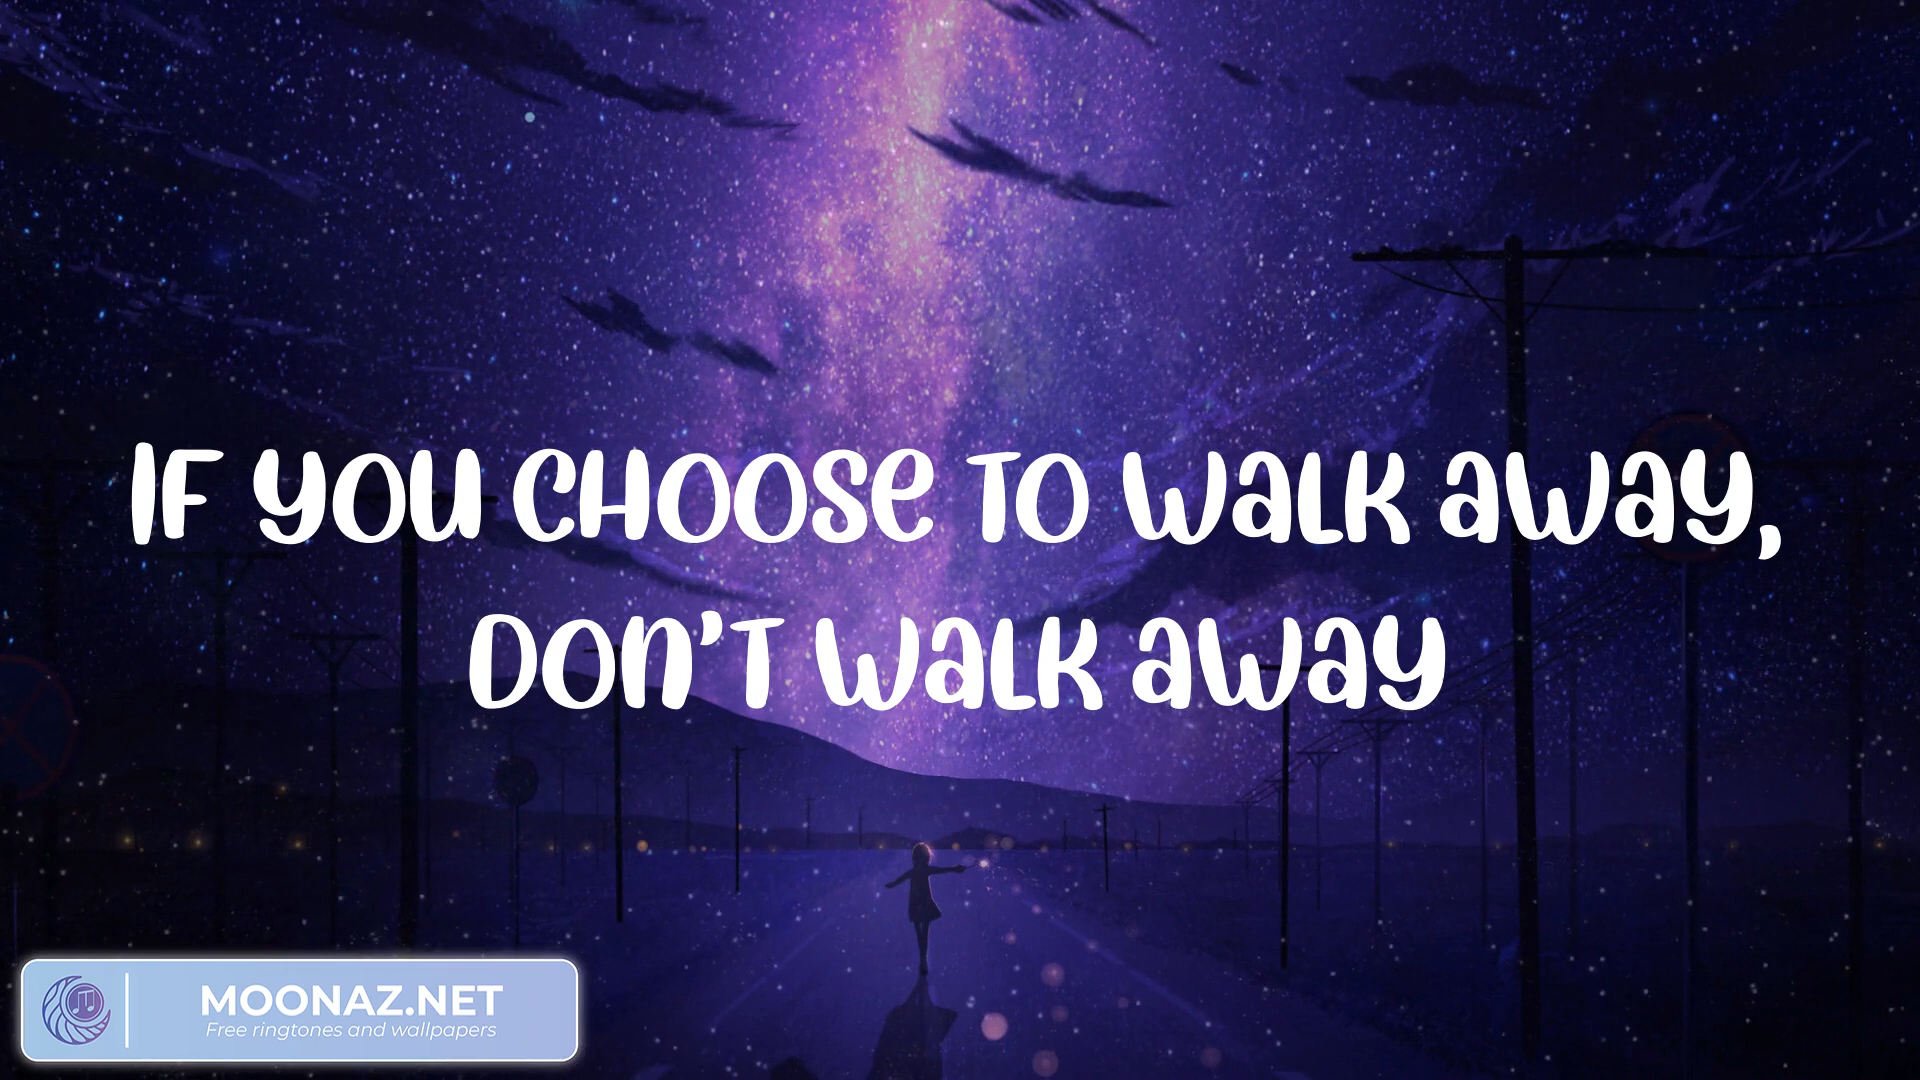 IF YOU CHOOSE TO WALK AWAY,
DON'T WALK AWAY
MOONAZ.NET
Free ringtones and wallpapers